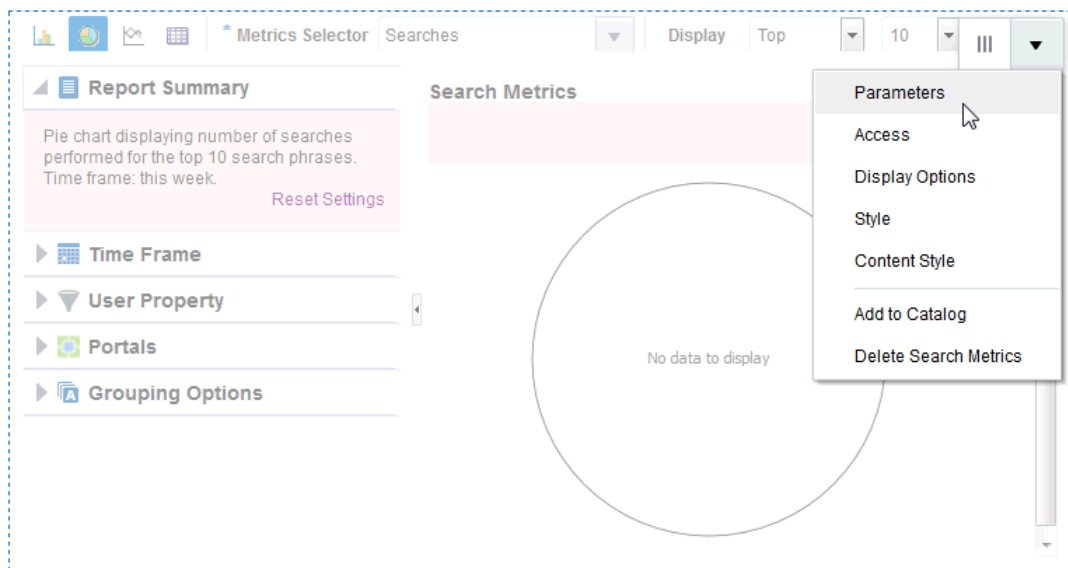 * Metrics Selector Searches Display Top 10
Report Summary
Pie chart displaying number of searches
performed for the top 10 search phrases.
Time frame: this week.
Reset Settings
Time Frame
User Property
Portals
Grouping Options
Search Metrics
No data to display
Parameters
Access
Display Options
Style
Content Style
Add to Catalog
Delete Search Metrics